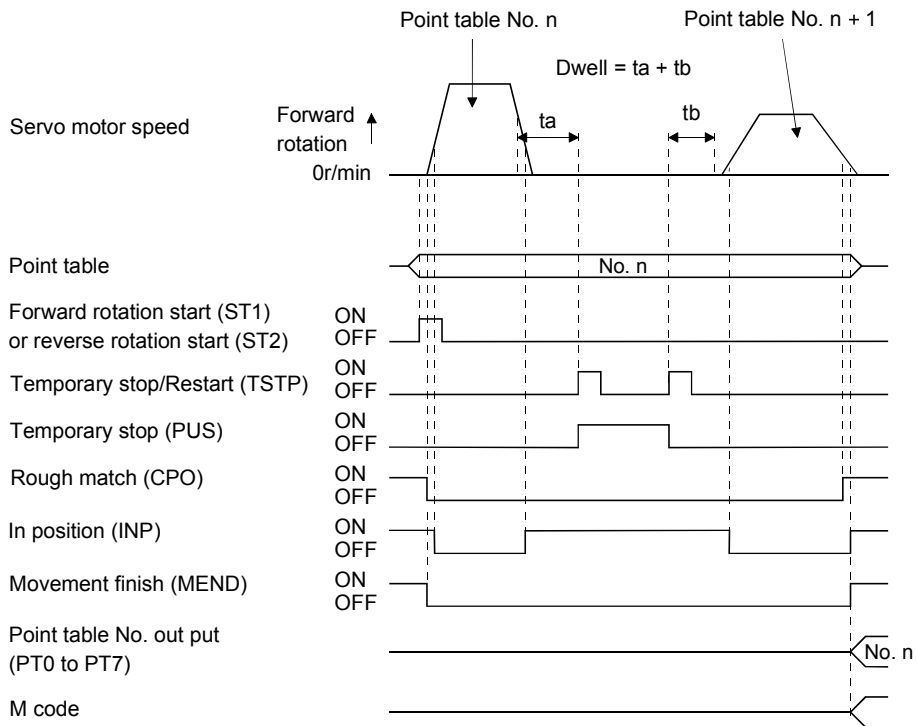 Point table No. n
Point table No. n + 1
Dwell = ta + tb
Servo motor speed
Forward
rotation
0r/min
ta
tb
Point table
No. n
Forward rotation start (ST1)
or reverse rotation start (ST2)
ON
OFF
Temporary stop/Restart (TSTP)
ON
OFF
Temporary stop (PUS)
ON
OFF
Rough match (CPO)
ON
OFF
In position (INP)
ON
OFF
Movement finish (MEND)
ON
OFF
Point table No. out put
(PT0 to PT7)
No. n
M code